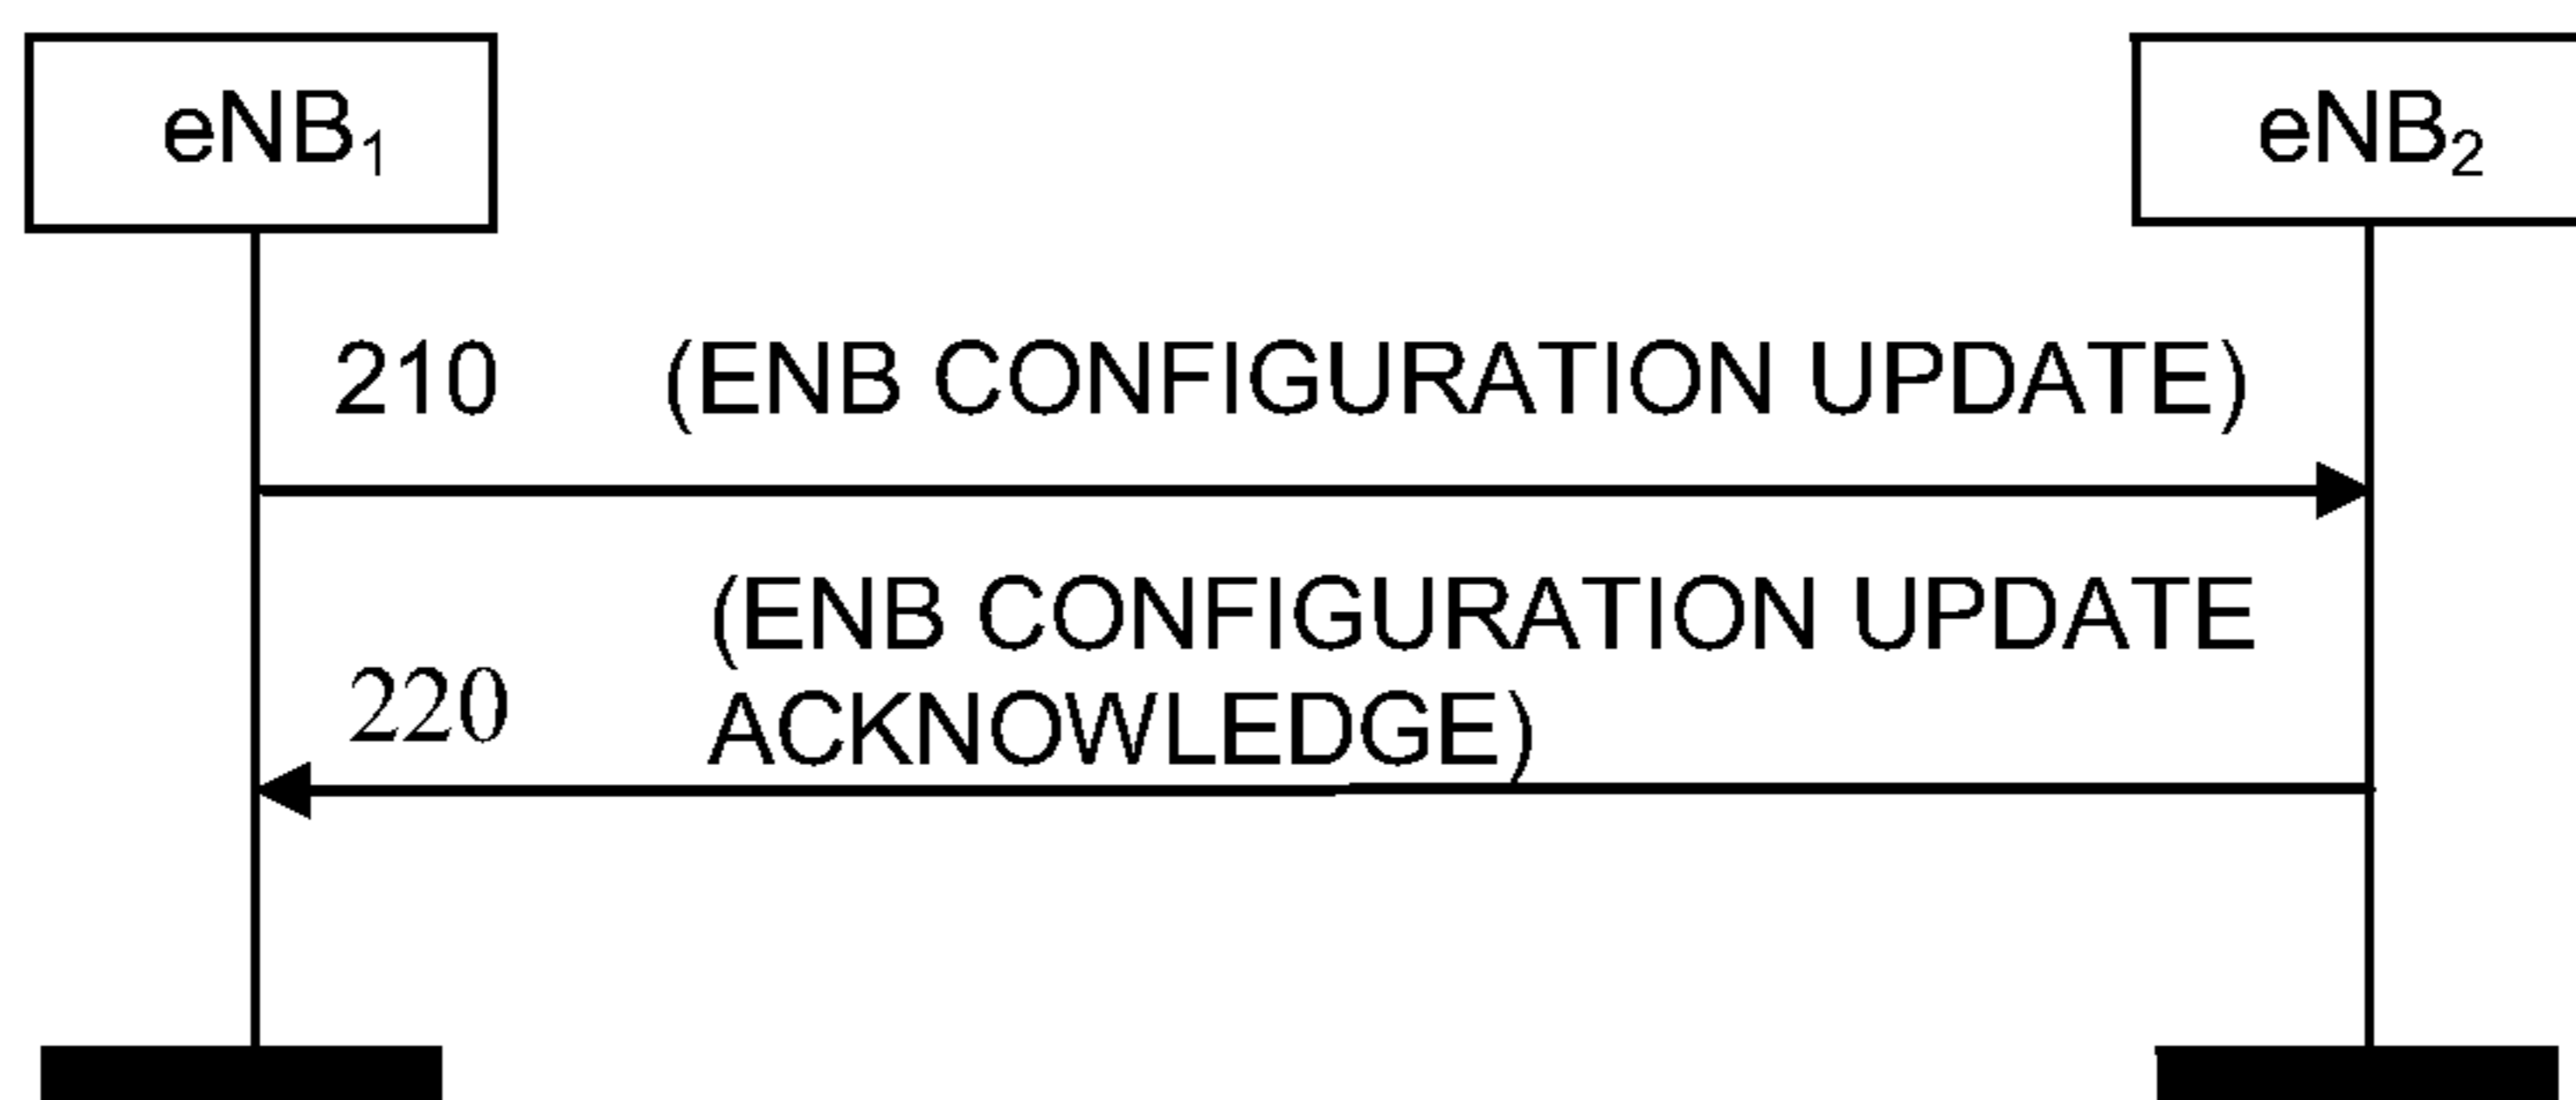 eNB₁
eNB₂
210 (ENB CONFIGURATION UPDATE)
(ENB CONFIGURATION UPDATE
220 ACKNOWLEDGE)